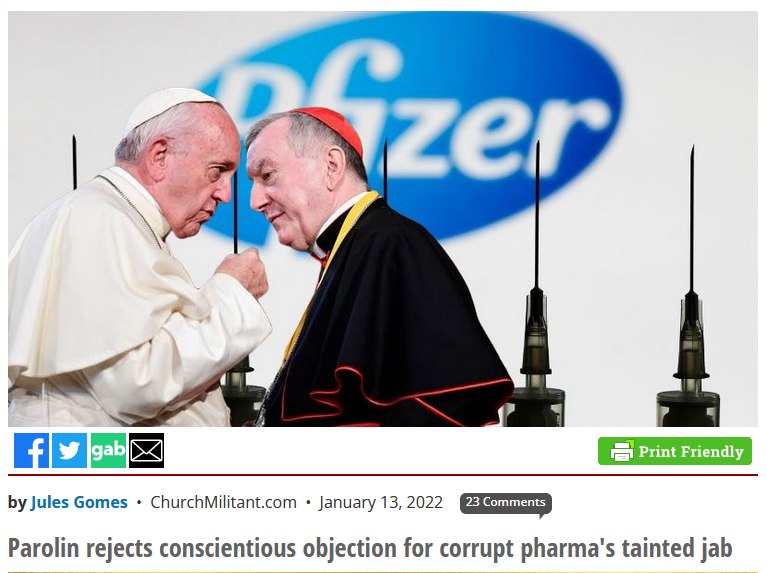 Pfizer
f
gab
Print Friendly
by Jules Gomes • ChurchMilitant.com • January 13, 2022 23 Comments
Parolin rejects conscientious objection for corrupt pharma's tainted jab